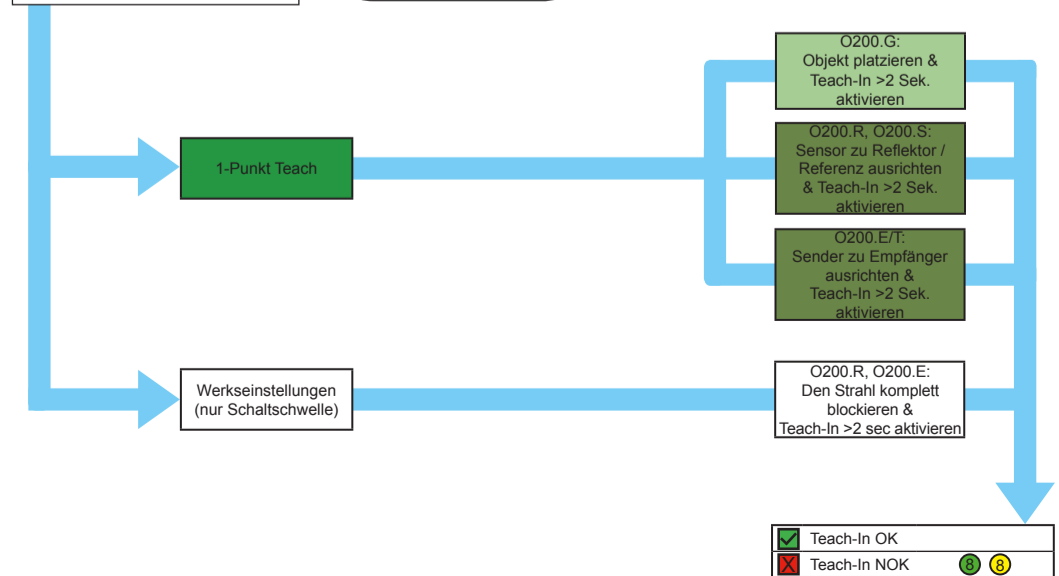 O200.G:
Objekt platzieren &
Teach-In >2 Sek.
aktivieren
1-Punkt Teach
O200.R, O200.S:
Sensor zu Reflektor /
Referenz ausrichten
& Teach-In >2 Sek.
aktivieren
O200.E/T:
Sender zu Empfänger
ausrichten &
Teach-In >2 Sek.
aktivieren
Werkseinstellungen
(nur Schaltschwelle)
O200.R, O200.E:
Den Strahl komplett
blockieren &
Teach-In >2 sec aktivieren
Teach-In OK
Teach-In NOK 8 8